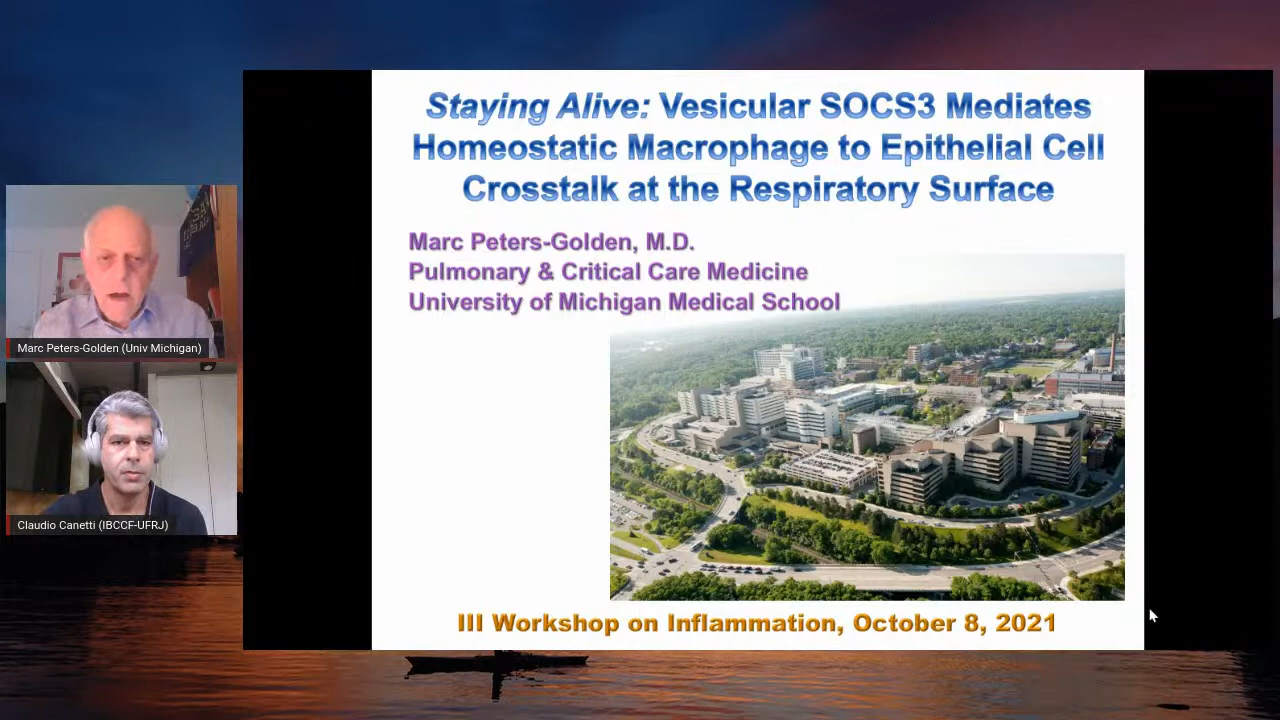 Staying Alive: Vesicular SOCS3 Mediates
Homeostatic Macrophage to Epithelial Cell
Crosstalk at the Respiratory Surface
Marc Peters-Golden, M.D.
Pulmonary & Critical Care Medicine
University of Michigan Medical School
III Workshop on Inflammation, October 8, 2021
Marc Peters-Golden (Univ Michigan)
Claudio Canetti (IBCCF-UFRJ)